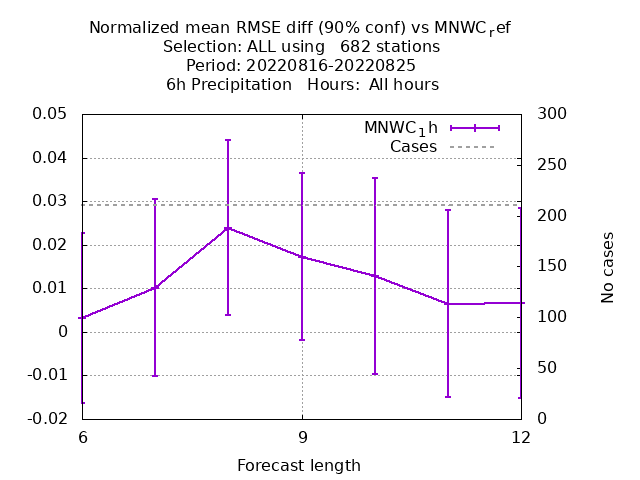 Normalized mean RMSE diff (90% conf) vs MNWC_ref
Selection: ALL using   682 stations
Period: 20220816-20220825
6h Precipitation   Hours:  All hours
MNWC_1h
Cases
0.05
0.04
0.03
0.02
0.01
0
-0.01
-0.02
300
250
200
150
100
50
0
No cases
6 9 12
Forecast length